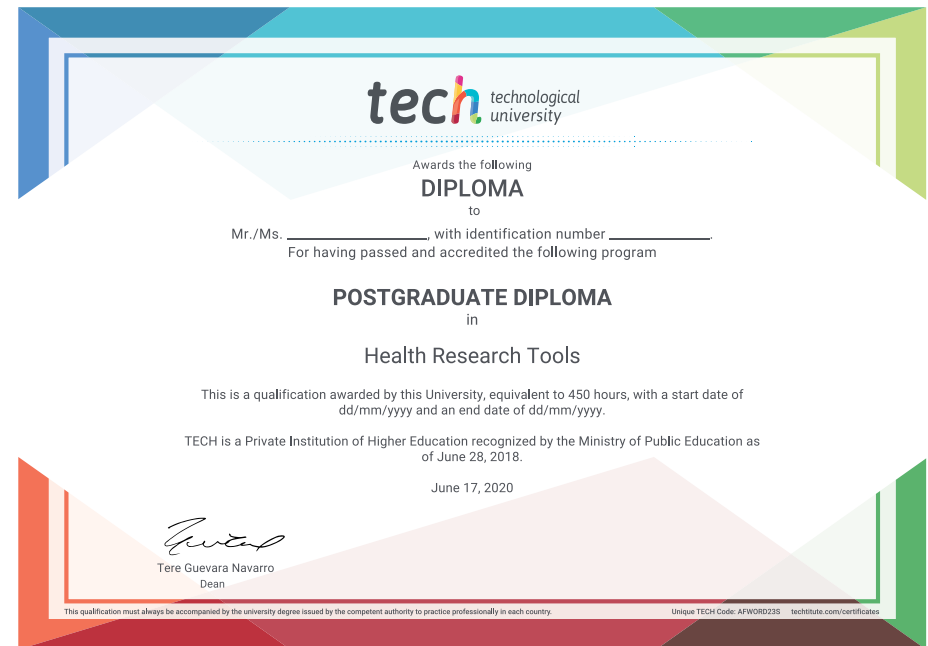 tech technological
university
Awards the following
DIPLOMA
to
Mr./Ms. ____________________, with identification number ______________.
For having passed and accredited the following program
POSTGRADUATE DIPLOMA
in
Health Research Tools
This is a qualification awarded by this University, equivalent to 450 hours, with a start date of
dd/mm/yyyy and an end date of dd/mm/yyyy.
TECH is a Private Institution of Higher Education recognized by the Ministry of Public Education as
of June 28, 2018.
June 17, 2020
Tere Guevara Navarro
Dean
This qualification must always be accompanied by the university degree issued by the competent authority to practice professionally in each country.
Unique TECH Code: AFWORD23S techtitute.com/certificates